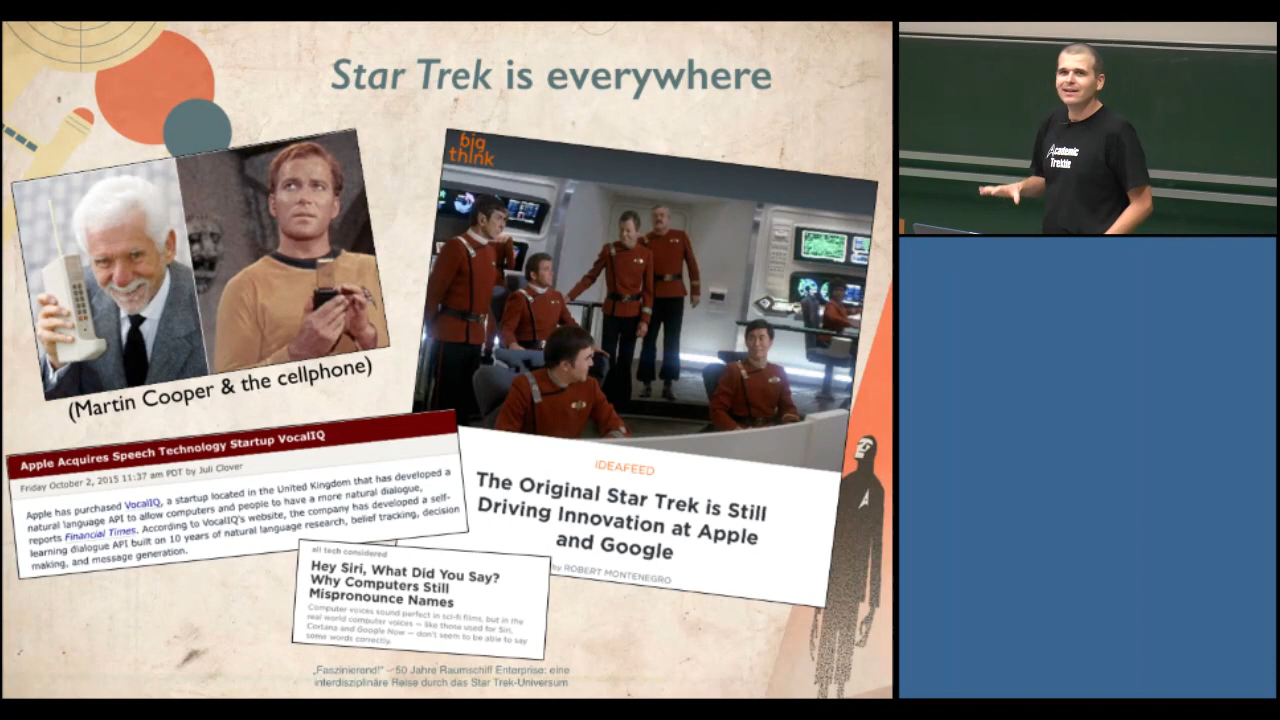 Star Trek is everywhere
big
think
(Martin Cooper & the cellphone)
Apple Acquires Speech Technology Startup VocalIQ
Friday October 2, 2015 11:37 am PDT by Juli Clover
Apple has purchased VocalIQ, a startup located in the United Kingdom that has developed a
natural language API to allow computers and people to have a more natural dialogue,
reports Financial Times. According to VocalIQ's website, the company has developed a self-
learning dialogue API built on 10 years of natural language research, belief tracking, decision
making, and message generation.
IDEAFEED
The Original Star Trek is Still
Driving Innovation at Apple
and Google
by ROBERT MONTENEGRO
all tech considered
Hey Siri, What Did You Say?
Why Computers Still
Mispronounce Names
Computer voices sound perfect in sci-fi films, but in the
real world computer voices — like those used for Siri,
Cortana and Google Now — don't seem to be able to say
some words correctly.
„Faszinierend!" – 50 Jahre Raumschiff Enterprise: eine
interdisziplinäre Reise durch das Star Trek-Universum
Academic
Trekkie